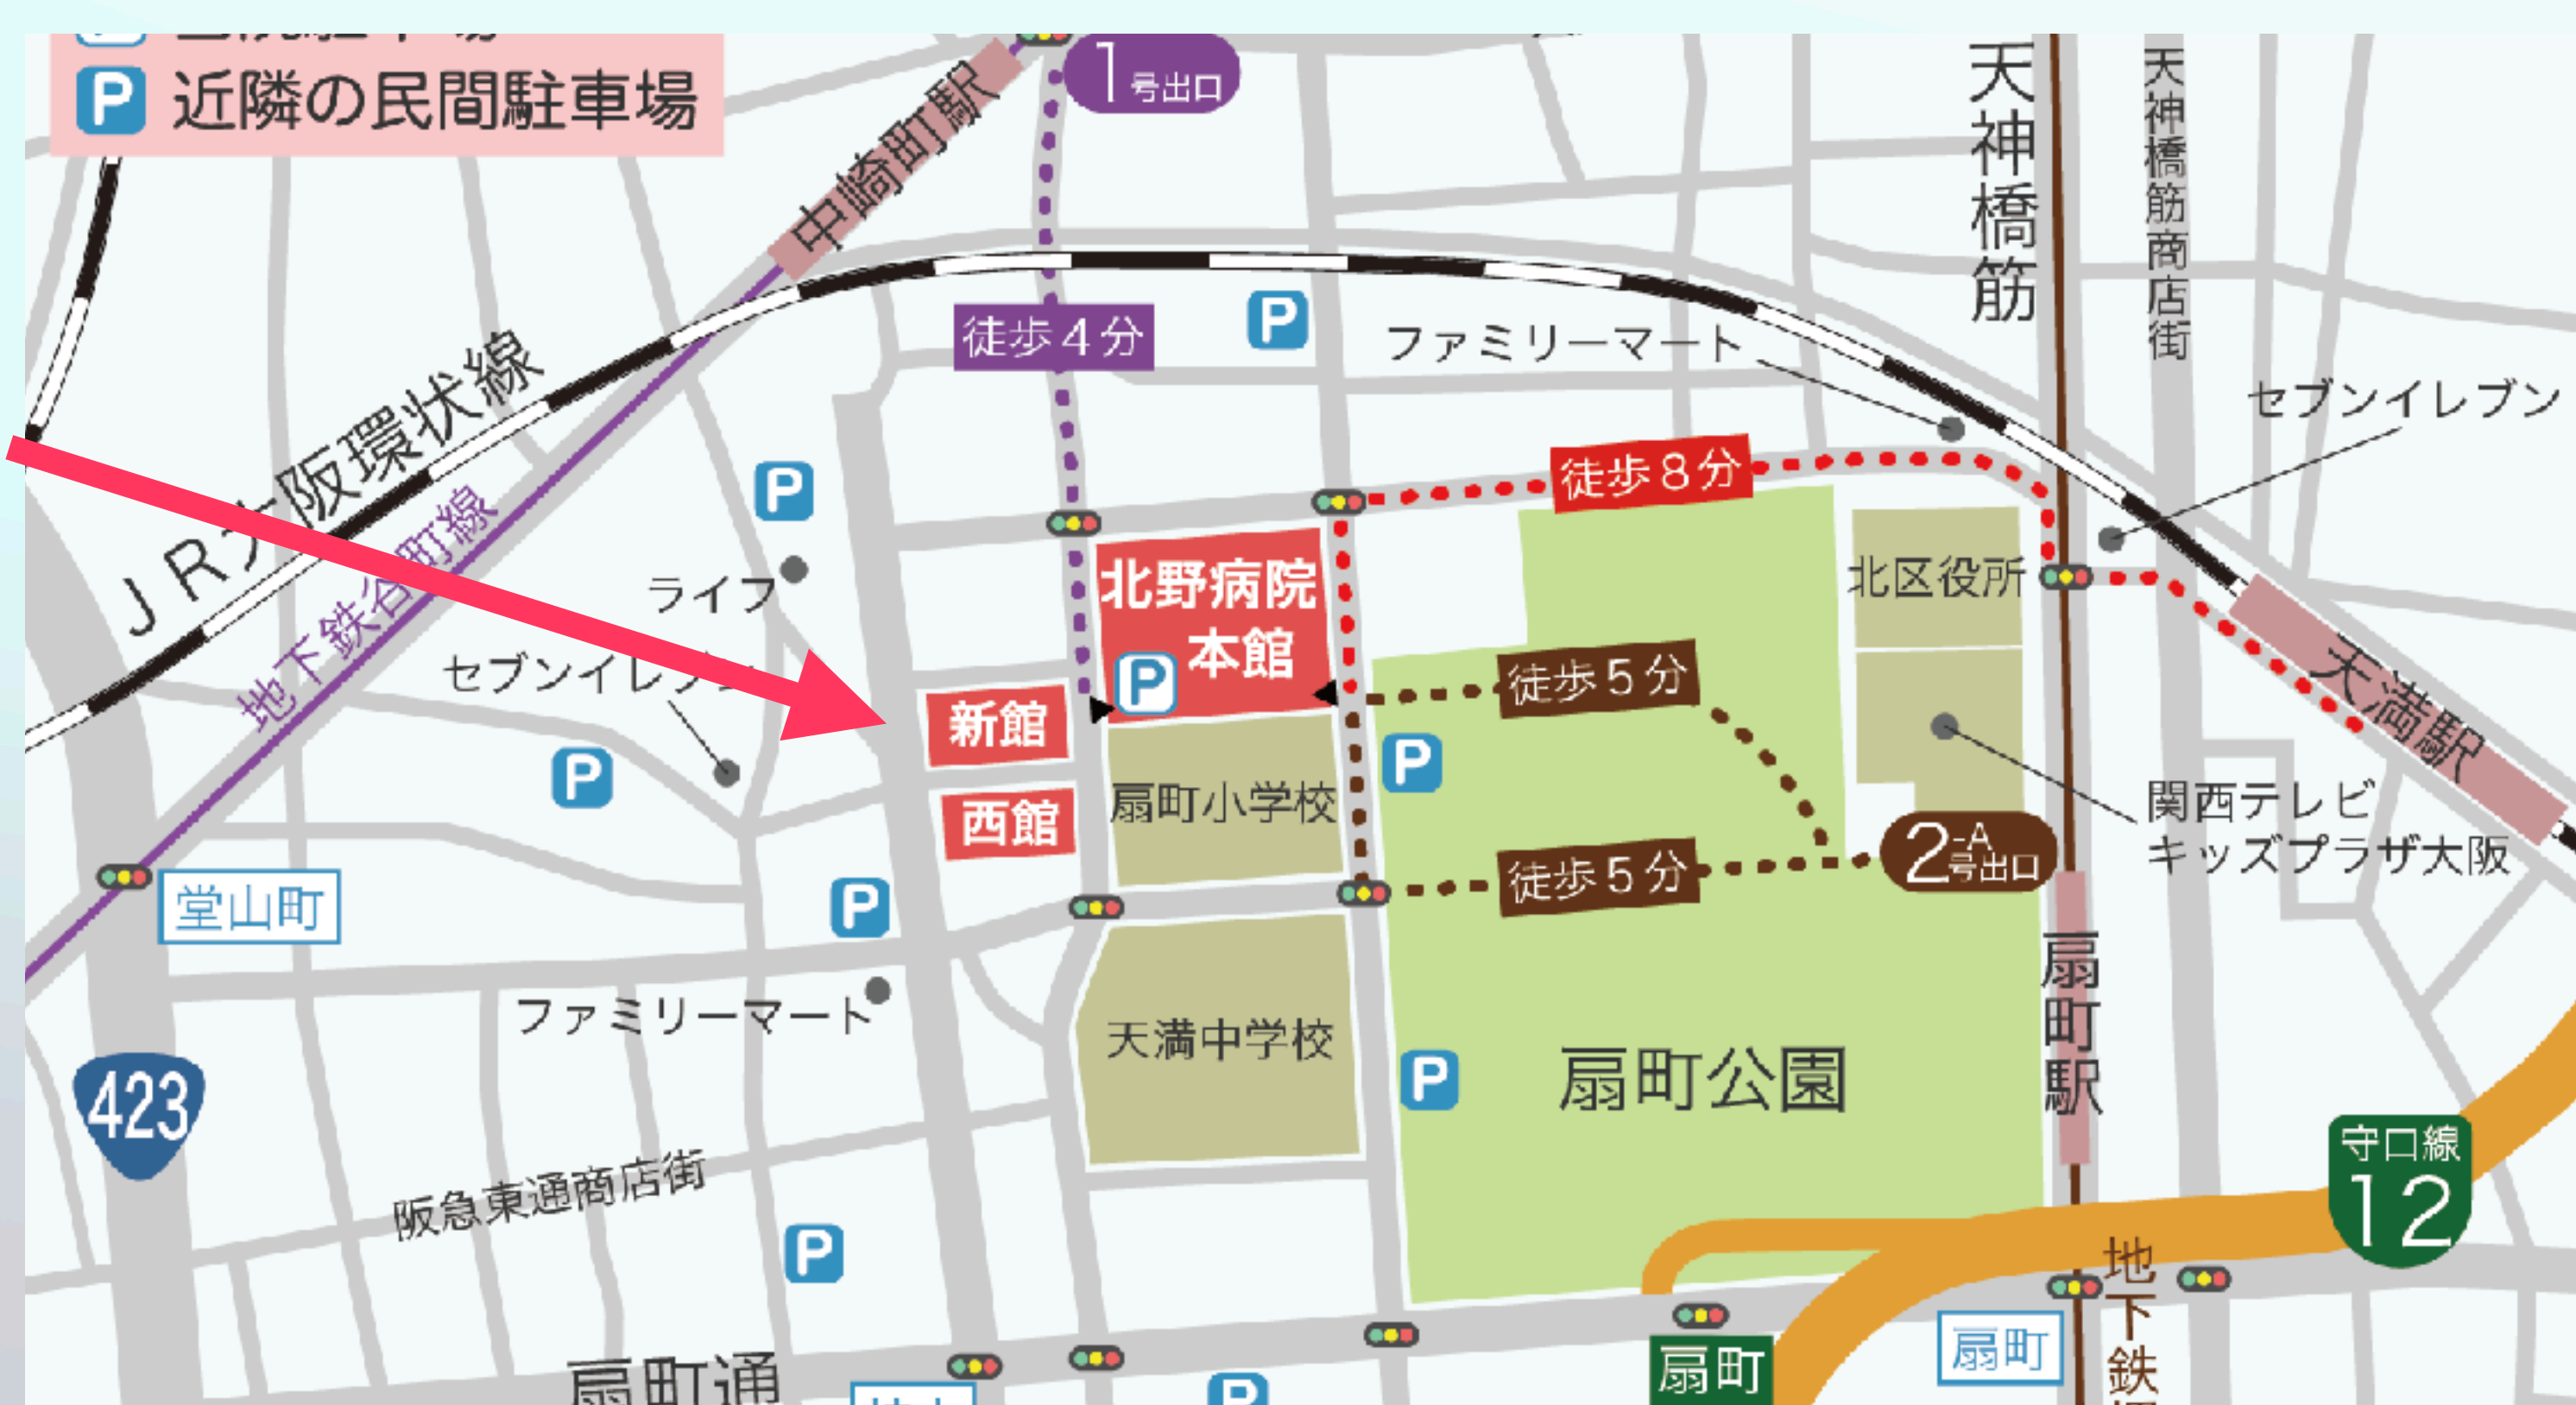 P 近隣の民間駐車場
1号出口
中崎町駅
天神橋筋
天神橋筋商店街
JR大阪環状線
徒歩4分
P
ファミリーマート
セブンイレブン
地下鉄谷町線
P
徒歩8分
ライフ
北野病院
本館
P
北区役所
セブンイレブン
新館
徒歩5分
天満駅
P
P
西館
扇町小学校
関西テレビ
キッズプラザ大阪
2-A号出口
徒歩5分
堂山町
P
ファミリーマート
天満中学校
扇町公園
P
扇町駅
423
守口線
12
阪急東通商店街
P
扇町通
P
扇町
扇町
地下鉄